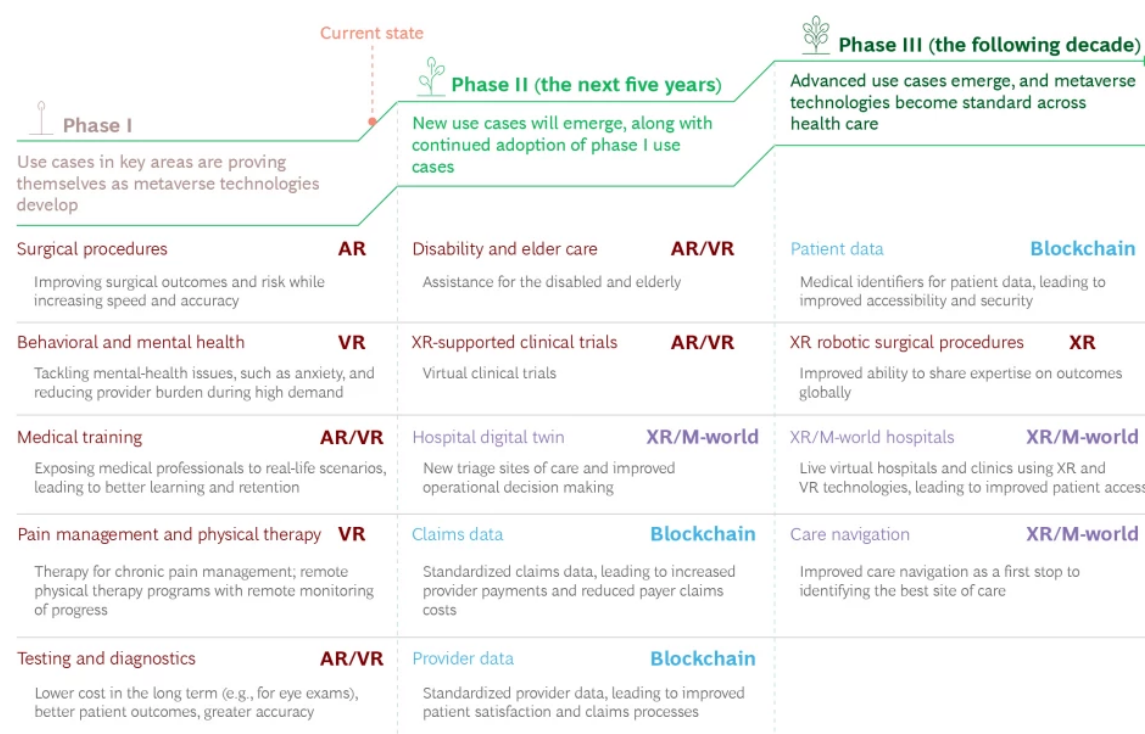 Current state
Phase I
Use cases in key areas are proving
themselves as metaverse technologies
develop
Phase II (the next five years)
New use cases will emerge, along with
continued adoption of phase I use
cases
Phase III (the following decade)
Advanced use cases emerge, and metaverse
technologies become standard across
health care
Surgical procedures AR
Improving surgical outcomes and risk while
increasing speed and accuracy
Behavioral and mental health VR
Tackling mental-health issues, such as anxiety, and
reducing provider burden during high demand
Medical training AR/VR
Exposing medical professionals to real-life scenarios,
leading to better learning and retention
Pain management and physical therapy VR
Therapy for chronic pain management; remote
physical therapy programs with remote monitoring
of progress
Testing and diagnostics AR/VR
Lower cost in the long term (e.g., for eye exams),
better patient outcomes, greater accuracy
Disability and elder care AR/VR
Assistance for the disabled and elderly
XR-supported clinical trials AR/VR
Virtual clinical trials
Hospital digital twin XR/M-world
New triage sites of care and improved
operational decision making
Claims data Blockchain
Standardized claims data, leading to increased
provider payments and reduced payer claims
costs
Provider data Blockchain
Standardized provider data, leading to improved
patient satisfaction and claims processes
Patient data Blockchain
Medical identifiers for patient data, leading to
improved accessibility and security
XR robotic surgical procedures XR
Improved ability to share expertise on outcomes
globally
XR/M-world hospitals XR/M-world
Live virtual hospitals and clinics using XR and
VR technologies, leading to improved patient access
Care navigation XR/M-world
Improved care navigation as a first stop to
identifying the best site of care